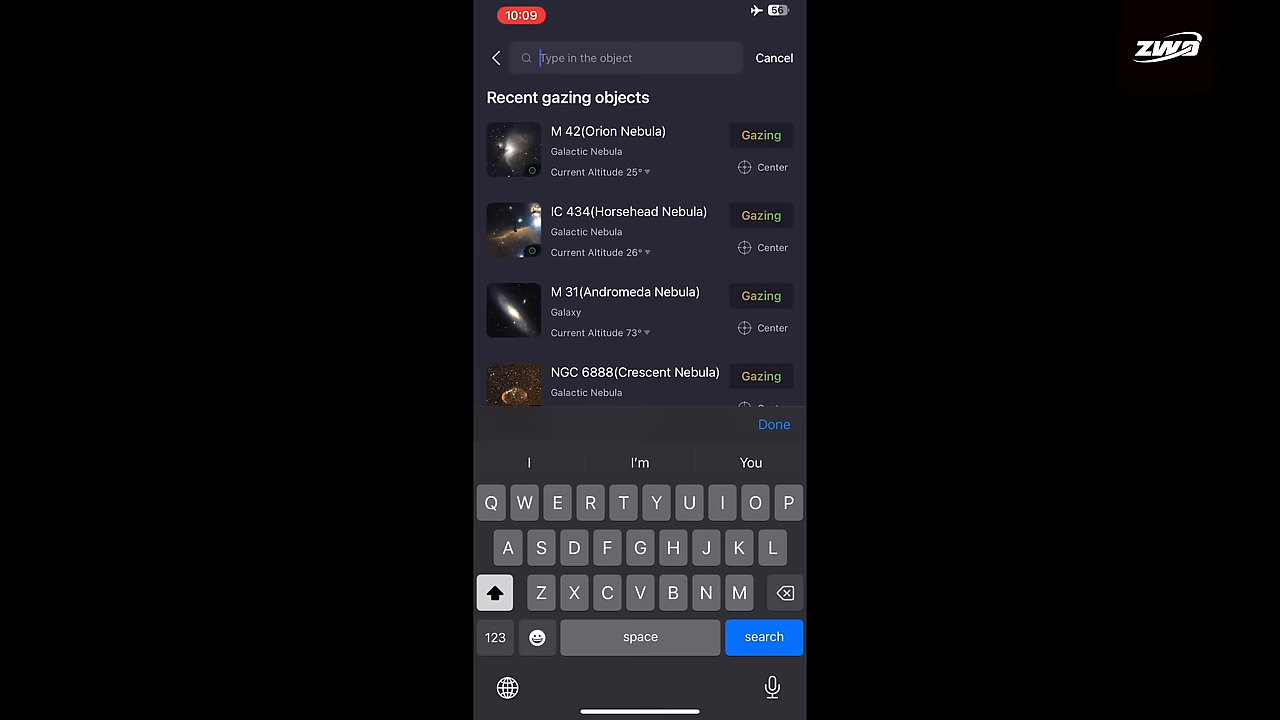 10:09
56
ZWO
Type in the object
Cancel
Recent gazing objects
M 42(Orion Nebula)
Galactic Nebula
Current Altitude 25°
Gazing
Center
IC 434(Horsehead Nebula)
Galactic Nebula
Current Altitude 26°
Gazing
Center
M 31(Andromeda Nebula)
Galaxy
Current Altitude 73°
Gazing
Center
NGC 6888(Crescent Nebula)
Galactic Nebula
Gazing
Done
I I'm You
Q W E R T Y U I O P
A S D F G H J K L
Z X C V B N M
123 space search